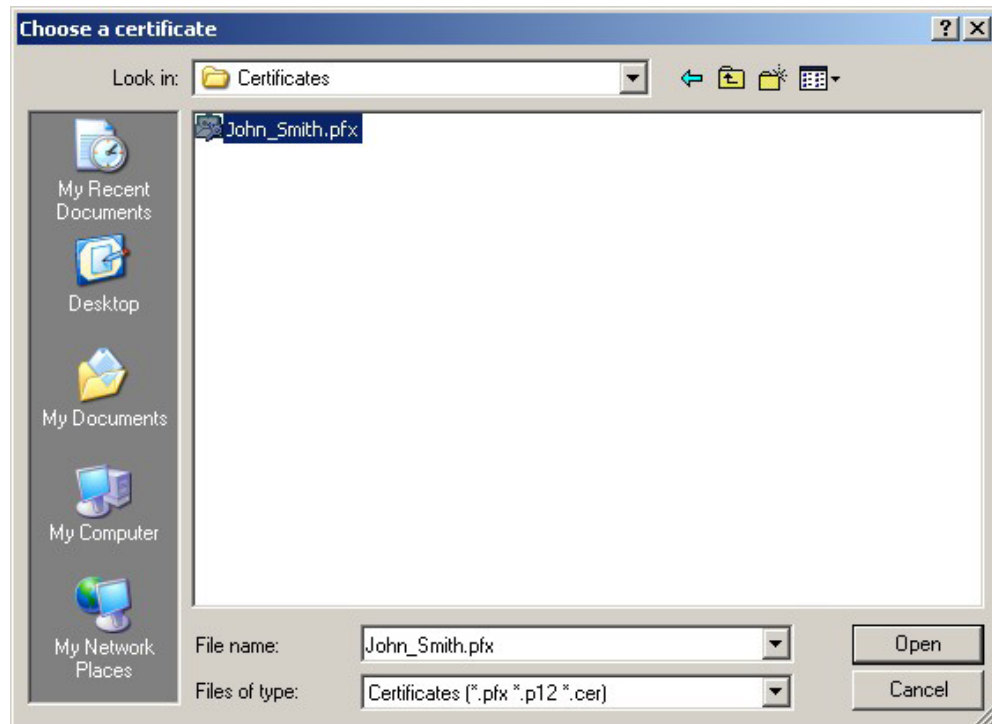 Choose a certificate
Look in: Certificates
John_Smith.pfx
My Recent
Documents
Desktop
My Documents
My Computer
My Network
Places
File name: John_Smith.pfx Open
Files of type: Certificates (*.pfx *.p12 *.cer) Cancel